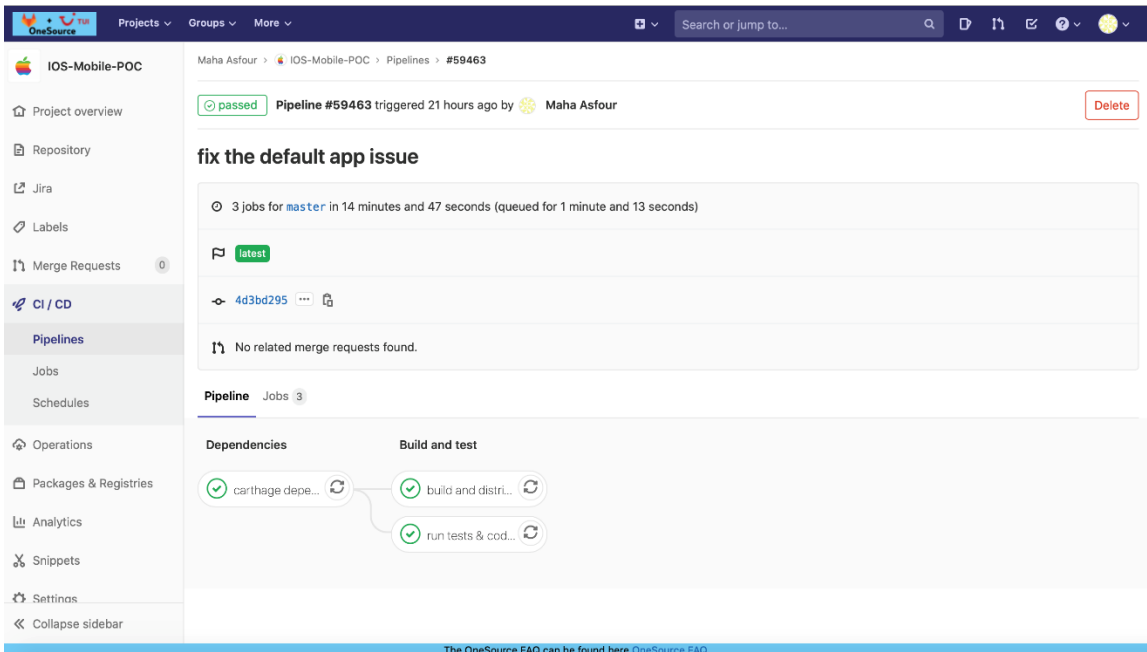 TUI
OneSource
Projects
Groups
More
Search or jump to...
IOS-Mobile-POC
Maha Asfour > IOS-Mobile-POC > Pipelines > #59463
Project overview
passed Pipeline #59463 triggered 21 hours ago by Maha Asfour
Delete
Repository
fix the default app issue
Jira
3 jobs for master in 14 minutes and 47 seconds (queued for 1 minute and 13 seconds)
Labels
latest
Merge Requests 0
CI / CD
4d3bd295
Pipelines
No related merge requests found.
Jobs
Schedules
Pipeline Jobs 3
Operations
Dependencies
Build and test
Packages & Registries
carthage depe...
build and distri...
Analytics
run tests & cod...
Snippets
Settings
Collapse sidebar
The OneSource FAQ can be found here OneSource FAQ